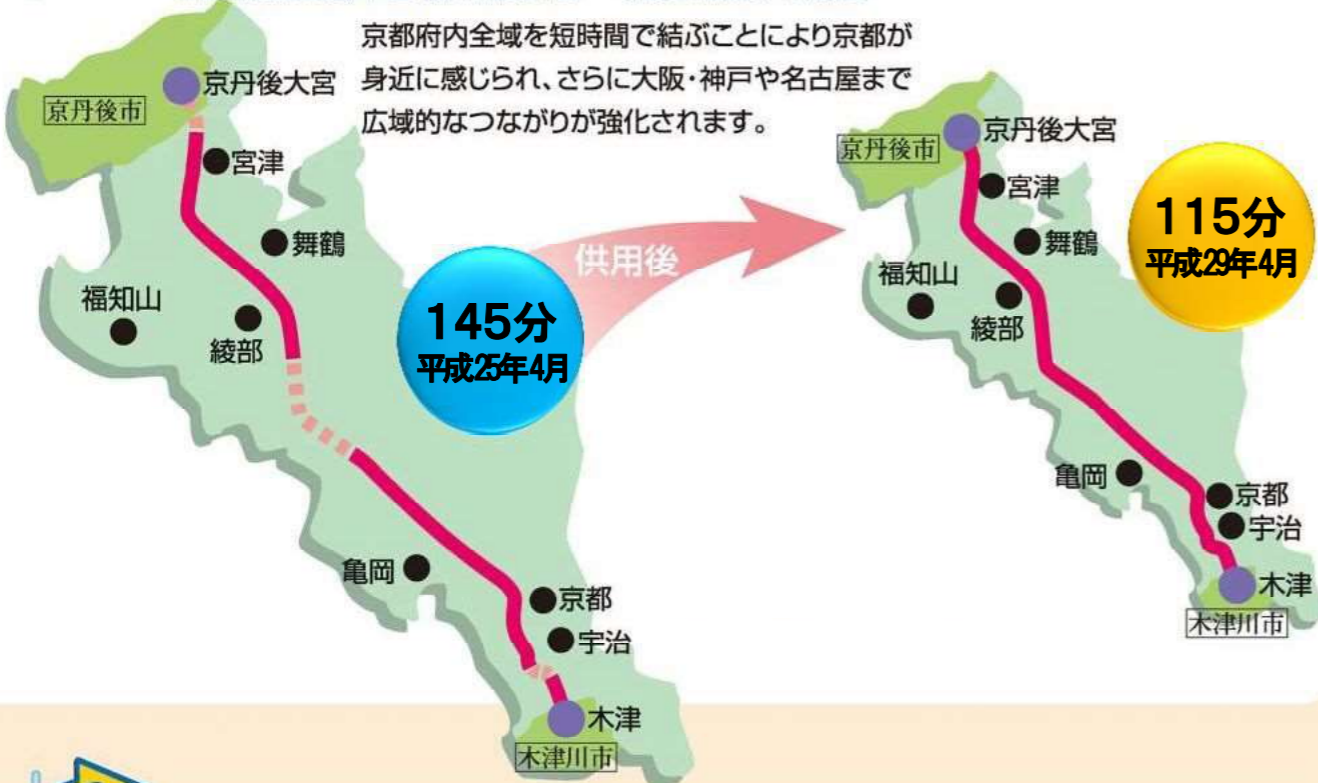 京都府内全域を短時間で結ぶことにより京都が
身近に感じられ、さらに大阪・神戸や名古屋まで
広域的なつながりが強化されます。
京丹後大宮
京丹後市
宮津
舞鶴
福知山
綾部
亀岡
京都
宇治
木津
木津川市
145分
平成25年4月
供用後
京丹後大宮
京丹後市
宮津
舞鶴
福知山
綾部
亀岡
京都
宇治
木津
木津川市
115分
平成29年4月